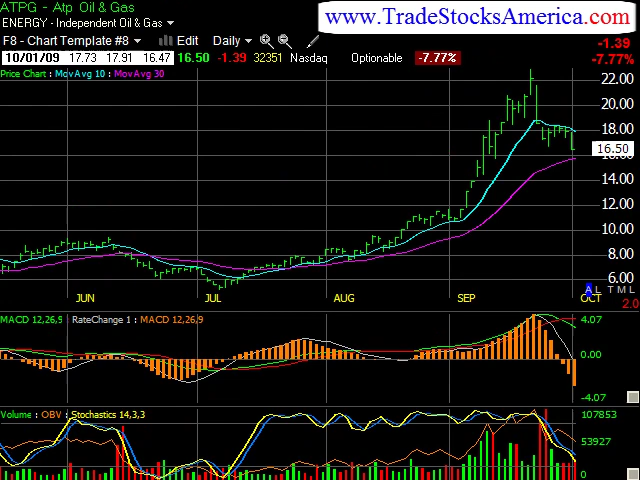 ATPG - Atp Oil & Gas
ENERGY - Independent Oil & Gas
www.TradeStocksAmerica.com
F8 - Chart Template #8 Edit Daily
-1.39
-7.77%
10/01/09 17.73 17.91 16.47 16.50 -1.39 32351 Nasdaq Optionable -7.77%
Price Chart : MovAvg 10 : MovAvg 30
22.00
20.00
18.00
16.50
16.00
14.00
12.00
10.00
8.00
6.00
A L T M L
JUN JUL AUG SEP OCT
2.0
MACD 12,26,9 RateChange 1 : MACD 12,26,9
4.07
0.00
-4.07
Volume : OBV : Stochastics 14,3,3
107853
53927
0